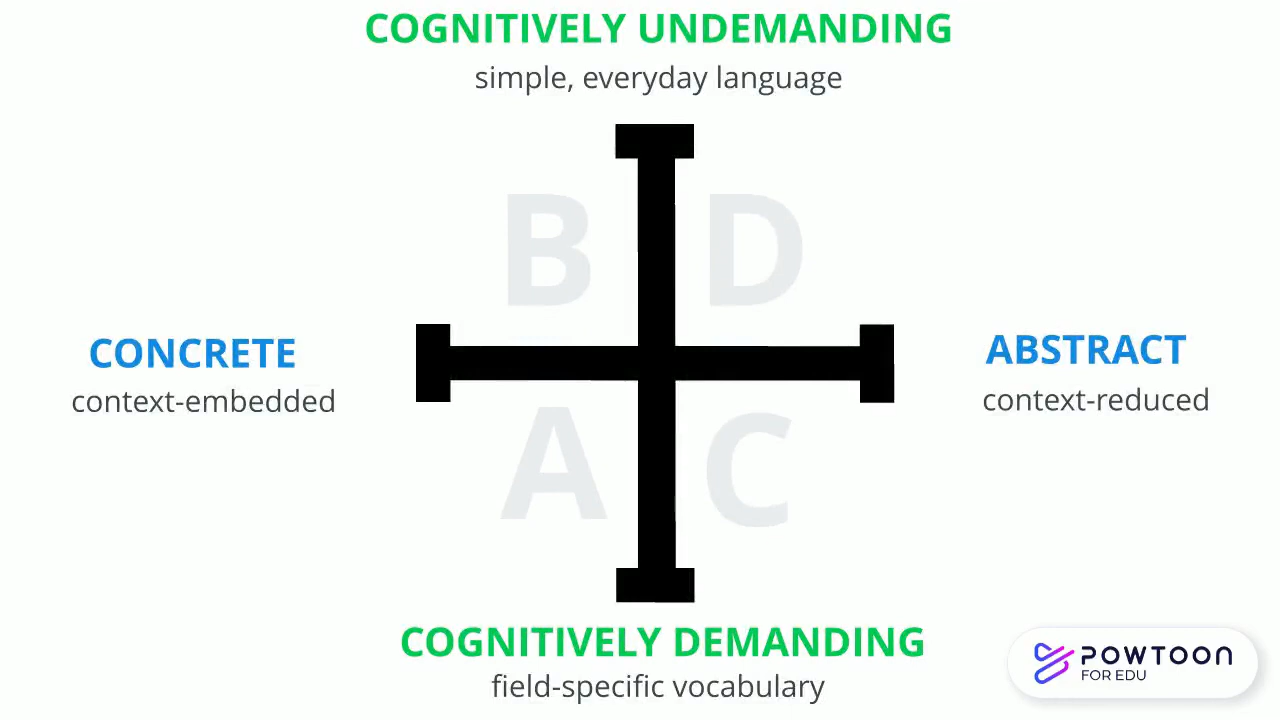 COGNITIVELY UNDEMANDING
simple, everyday language
B D
CONCRETE
context-embedded
ABSTRACT
context-reduced
A C
COGNITIVELY DEMANDING
field-specific vocabulary
POWTOON
FOR EDU